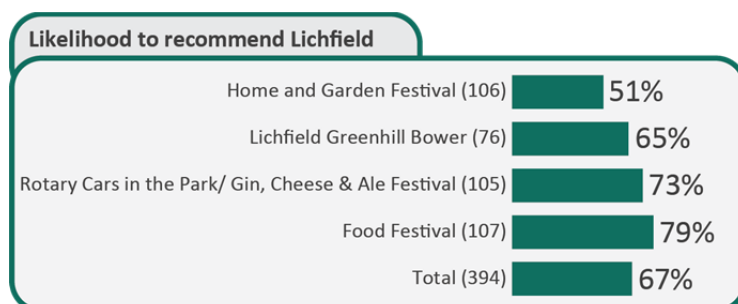 Likelihood to recommend Lichfield
Home and Garden Festival (106) 51%
Lichfield Greenhill Bower (76) 65%
Rotary Cars in the Park/ Gin, Cheese & Ale Festival (105) 73%
Food Festival (107) 79%
Total (394) 67%